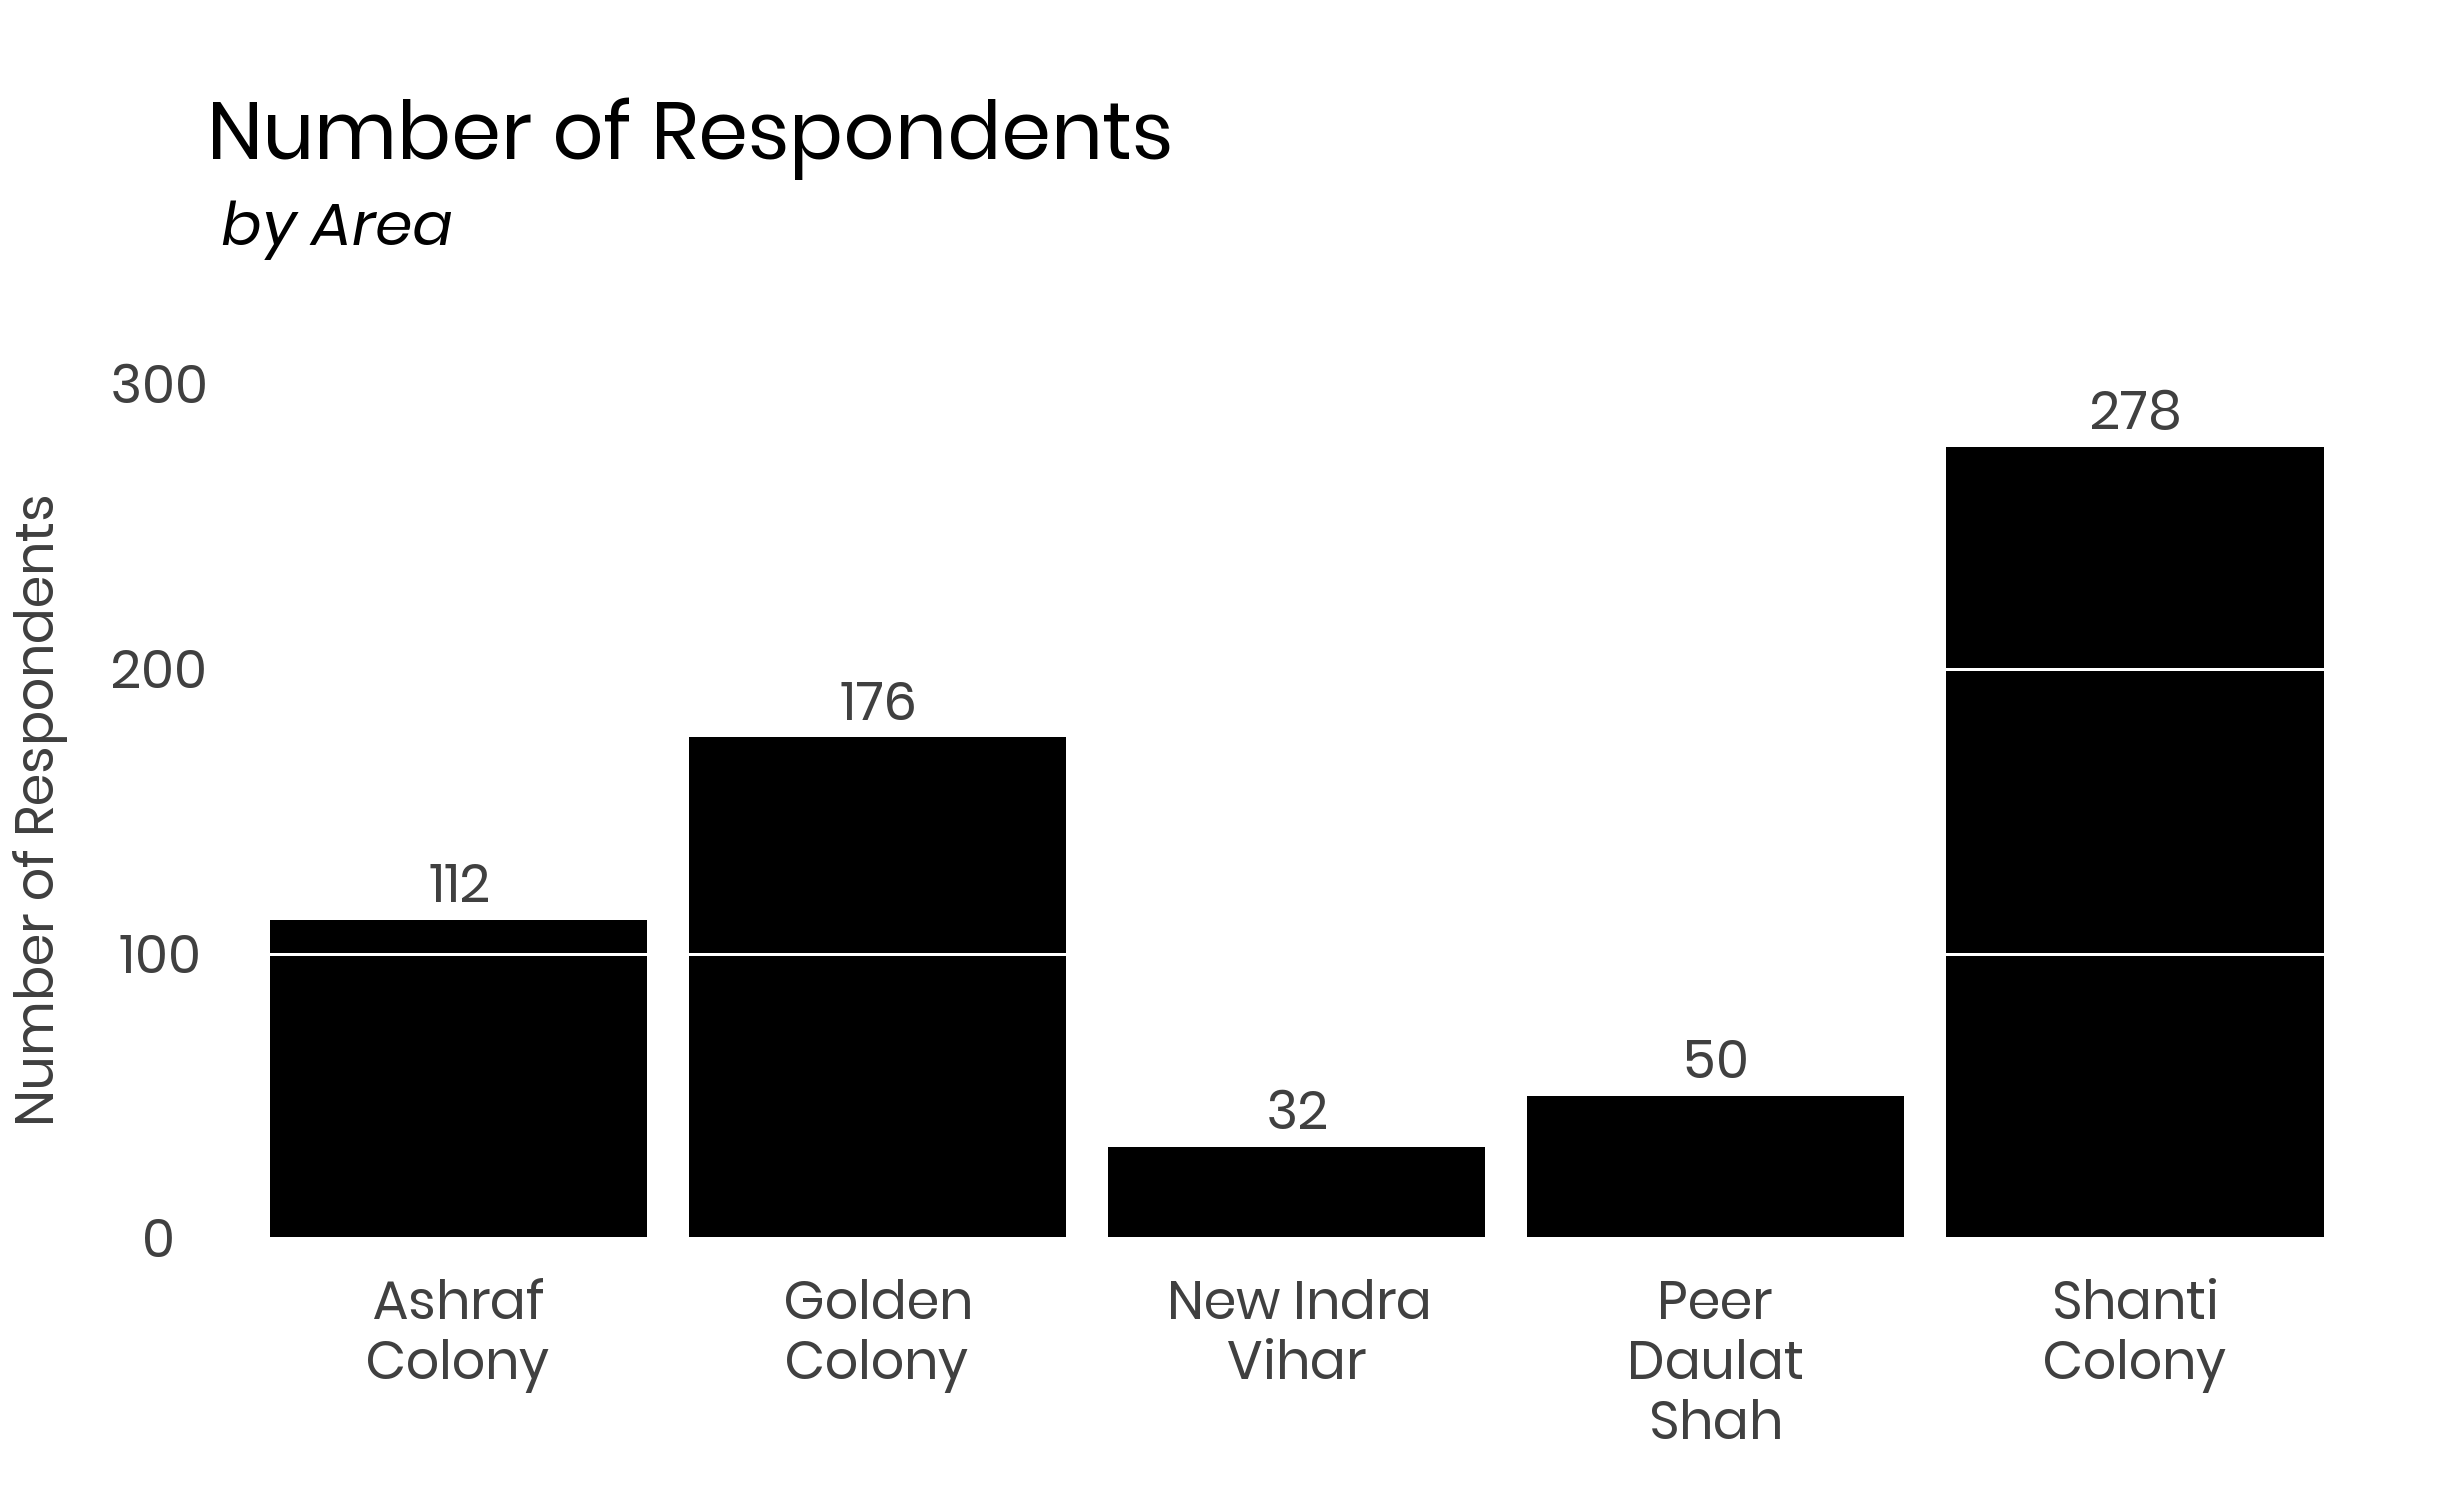 Number of Respondents
by Area
300
200
100
0
Number of Respondents
112
176
32
50
278
Ashraf
Colony
Golden
Colony
New Indra
Vihar
Peer
Daulat
Shah
Shanti
Colony